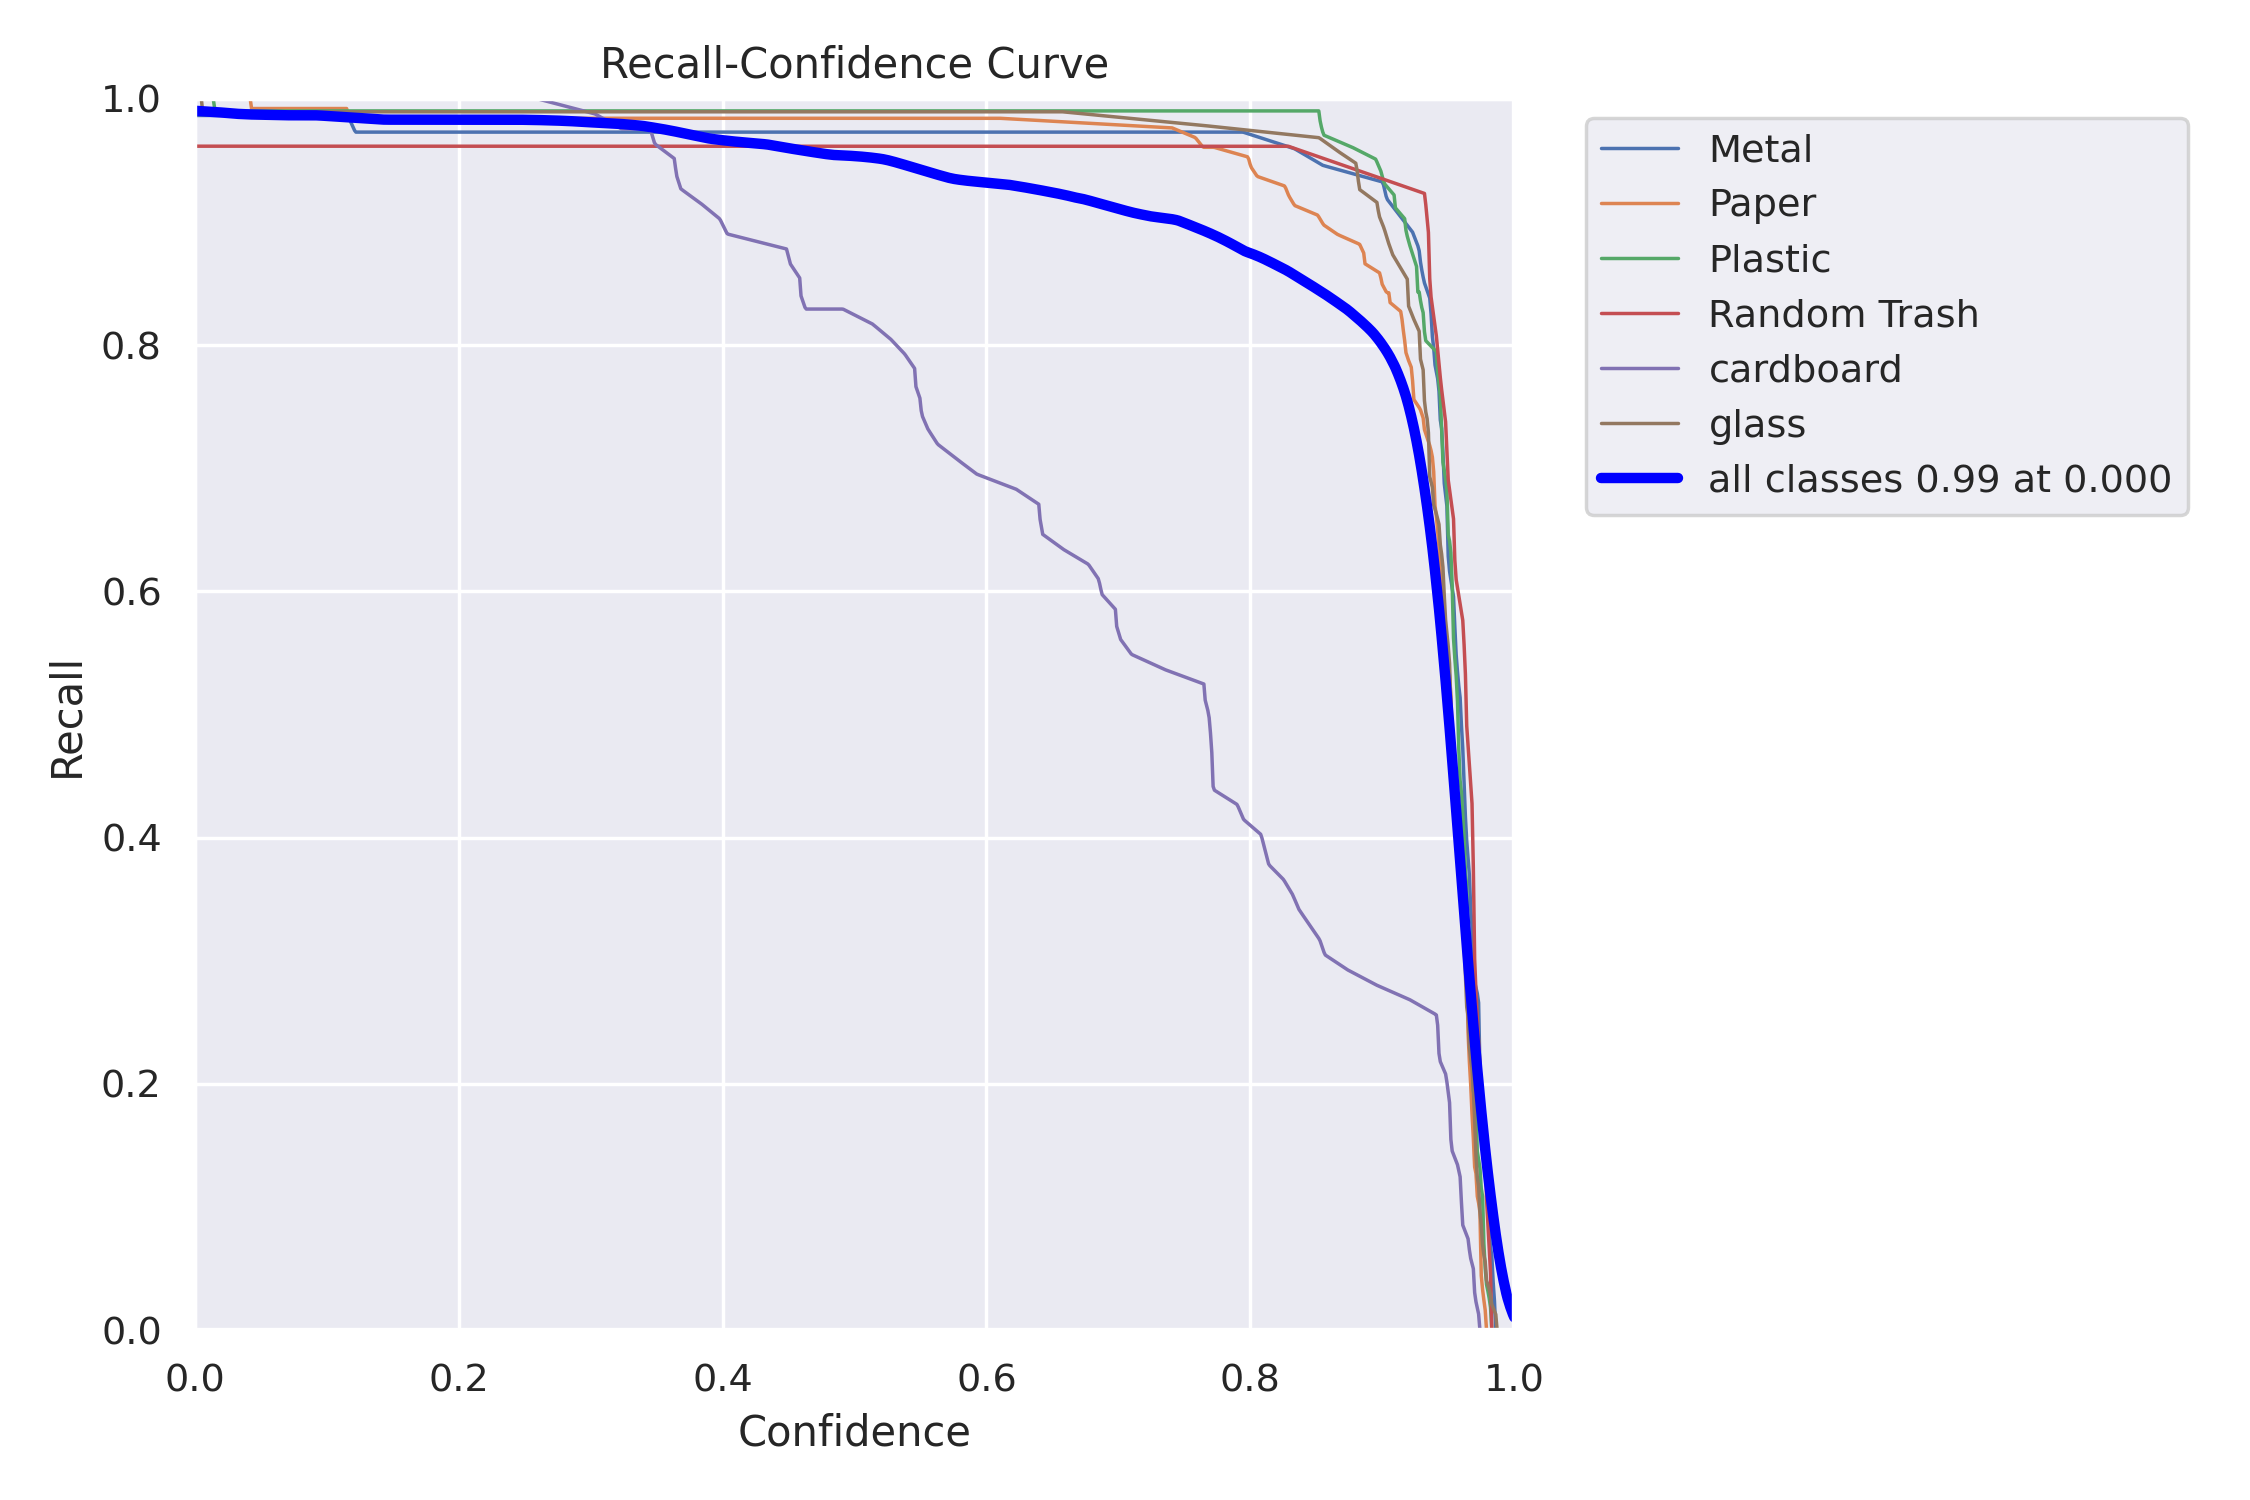 Recall-Confidence Curve
1.0
0.8
0.6
0.4
0.2
0.0
Recall
0.0 0.2 0.4 0.6 0.8 1.0
Confidence
Metal
Paper
Plastic
Random Trash
cardboard
glass
all classes 0.99 at 0.000